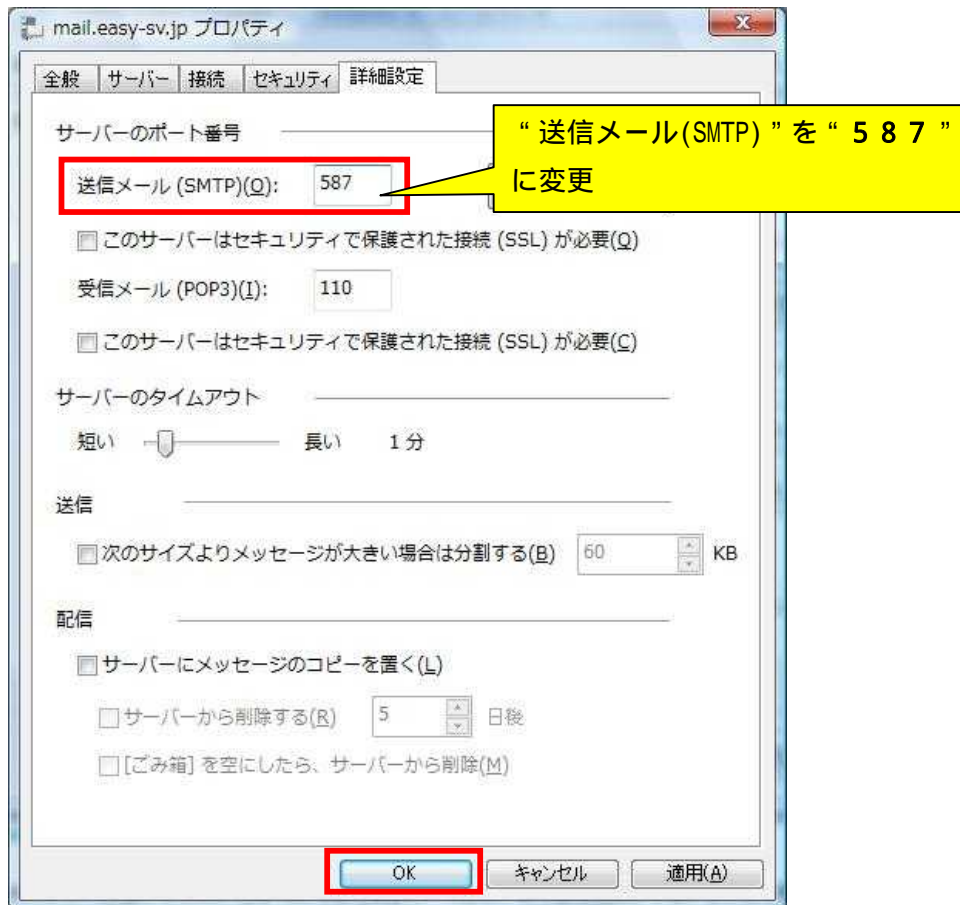 mail.easy-sv.jp プロパティ
全般 サーバー 接続 セキュリティ 詳細設定
サーバーのポート番号
“送信メール(SMTP)”を“５８７”
に変更
送信メール (SMTP)(O): 587
このサーバーはセキュリティで保護された接続 (SSL) が必要(Q)
受信メール (POP3)(I): 110
このサーバーはセキュリティで保護された接続 (SSL) が必要(C)
サーバーのタイムアウト
短い 長い 1 分
送信
次のサイズよりメッセージが大きい場合は分割する(B) 60 KB
配信
サーバーにメッセージのコピーを置く(L)
サーバーから削除する(R) 5 日後
[ごみ箱] を空にしたら、サーバーから削除(M)
OK キャンセル 適用(A)